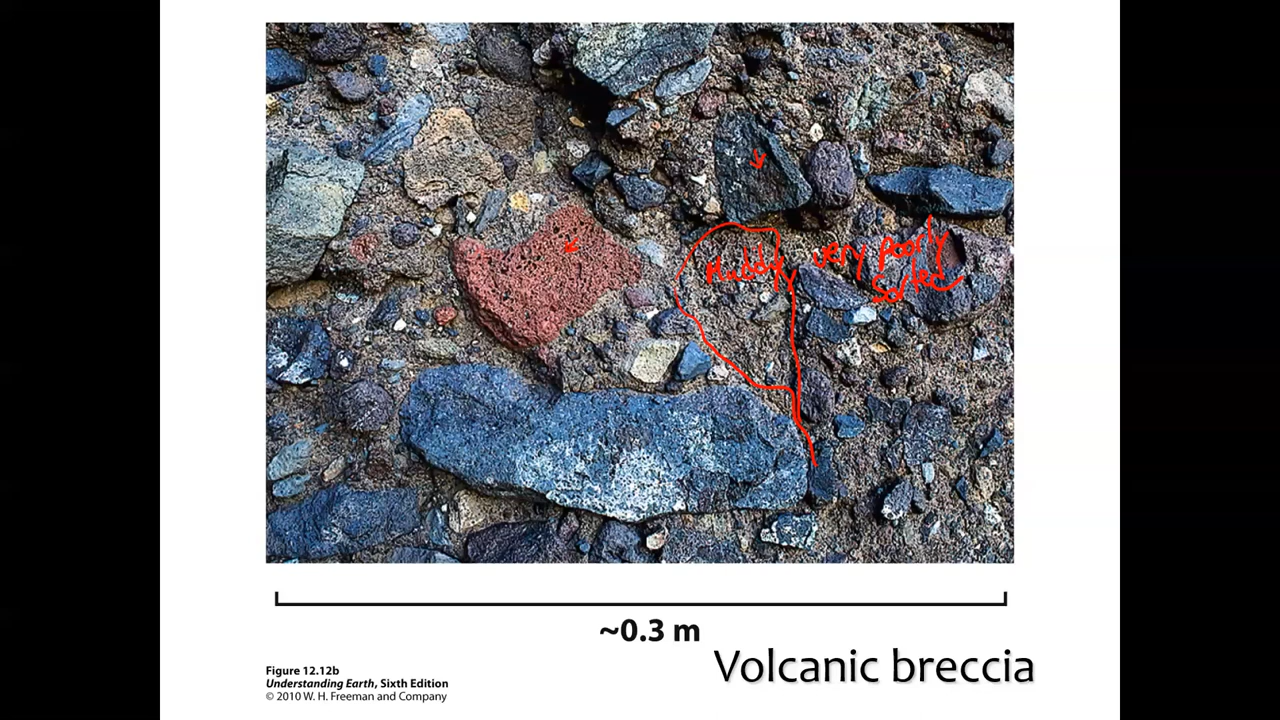 Muddy very poorly
sorted
~0.3 m
Volcanic breccia
Figure 12.12b
Understanding Earth, Sixth Edition
© 2010 W. H. Freeman and Company